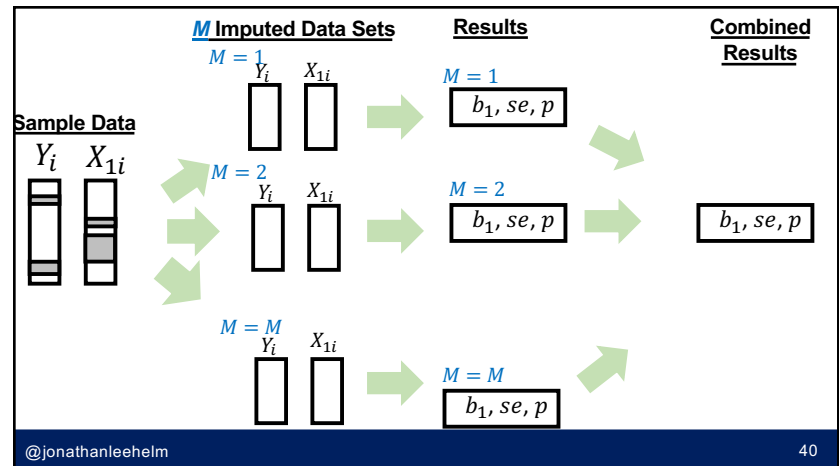 M Imputed Data Sets
Results
Combined
Results
M = 1
Yᵢ X₁ᵢ
M = 1
b₁, se, p
Sample Data
Yᵢ X₁ᵢ
M = 2
Yᵢ X₁ᵢ
M = 2
b₁, se, p
b₁, se, p
M = M
Yᵢ X₁ᵢ
M = M
b₁, se, p
@jonathanleehelm
40